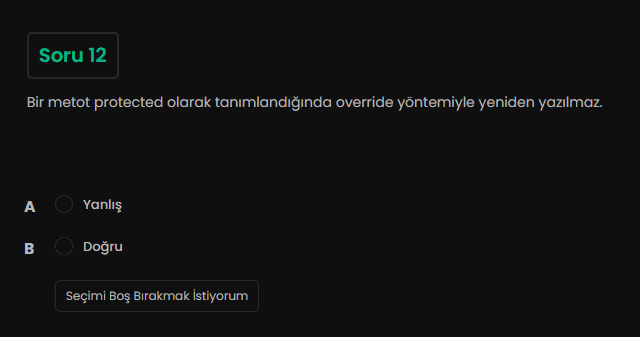 Soru 12
Bir metot protected olarak tanımlandığında override yöntemiyle yeniden yazılmaz.
A Yanlış
B Doğru
Seçimi Boş Bırakmak İstiyorum